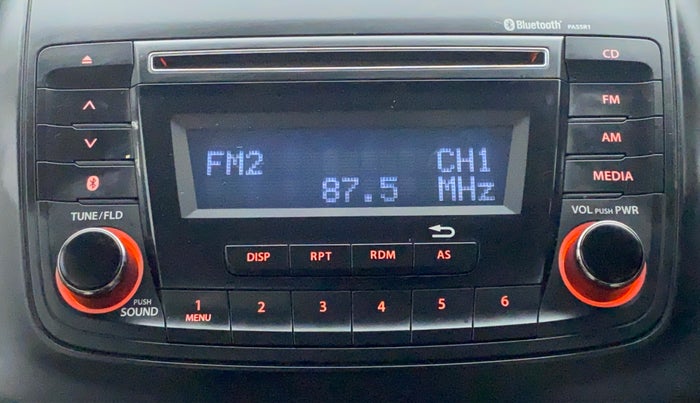 Bluetooth PA5SR1
CD
FM
AM
MEDIA
FM2 CH1
87.5 MHz
TUNE/FLD
VOL PUSH PWR
DISP RPT RDM AS
PUSH
SOUND
1 2 3 4 5 6
MENU